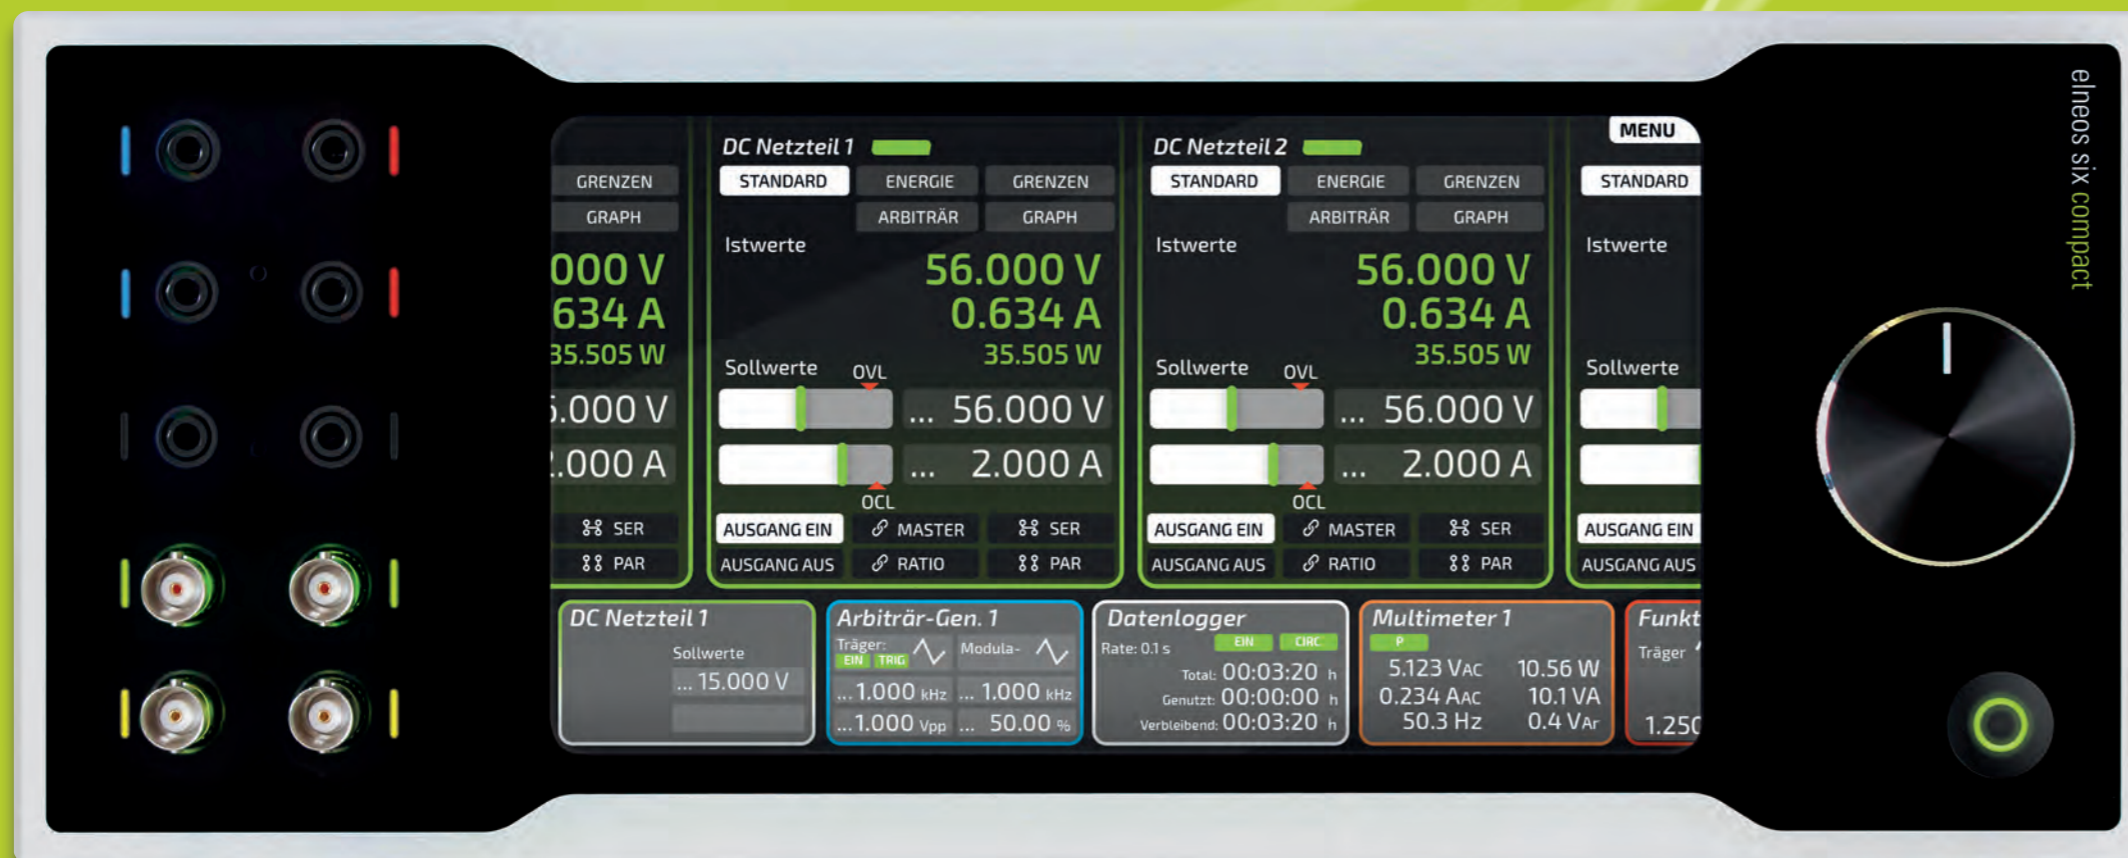 elneos six compact
MENU
GRENZEN
GRAPH
000 V
634 A
35.505 W
.000 V
.000 A
SER
PAR
DC Netzteil 1
STANDARD ENERGIE GRENZEN
ARBITRÄR GRAPH
Istwerte
56.000 V
0.634 A
35.505 W
Sollwerte OVL
... 56.000 V
... 2.000 A
OCL
AUSGANG EIN MASTER SER
AUSGANG AUS RATIO PAR
DC Netzteil 2
STANDARD ENERGIE GRENZEN
ARBITRÄR GRAPH
Istwerte
56.000 V
0.634 A
35.505 W
Sollwerte OVL
... 56.000 V
... 2.000 A
OCL
AUSGANG EIN MASTER SER
AUSGANG AUS RATIO PAR
STANDARD
Istwerte
Sollwerte
AUSGANG EIN
AUSGANG AUS
DC Netzteil 1
Sollwerte
... 15.000 V
Arbiträr-Gen. 1
Träger: Modula-
EIN TRIG
... 1.000 kHz ... 1.000 kHz
... 1.000 Vpp ... 50.00 %
Datenlogger
Rate: 0.1 s EIN CIRC
Total: 00:03:20 h
Genutzt: 00:00:00 h
Verbleibend: 00:03:20 h
Multimeter 1
P
5.123 VAC 10.56 W
0.234 AAC 10.1 VA
50.3 Hz 0.4 VAr
Funkt
Träger
1.250